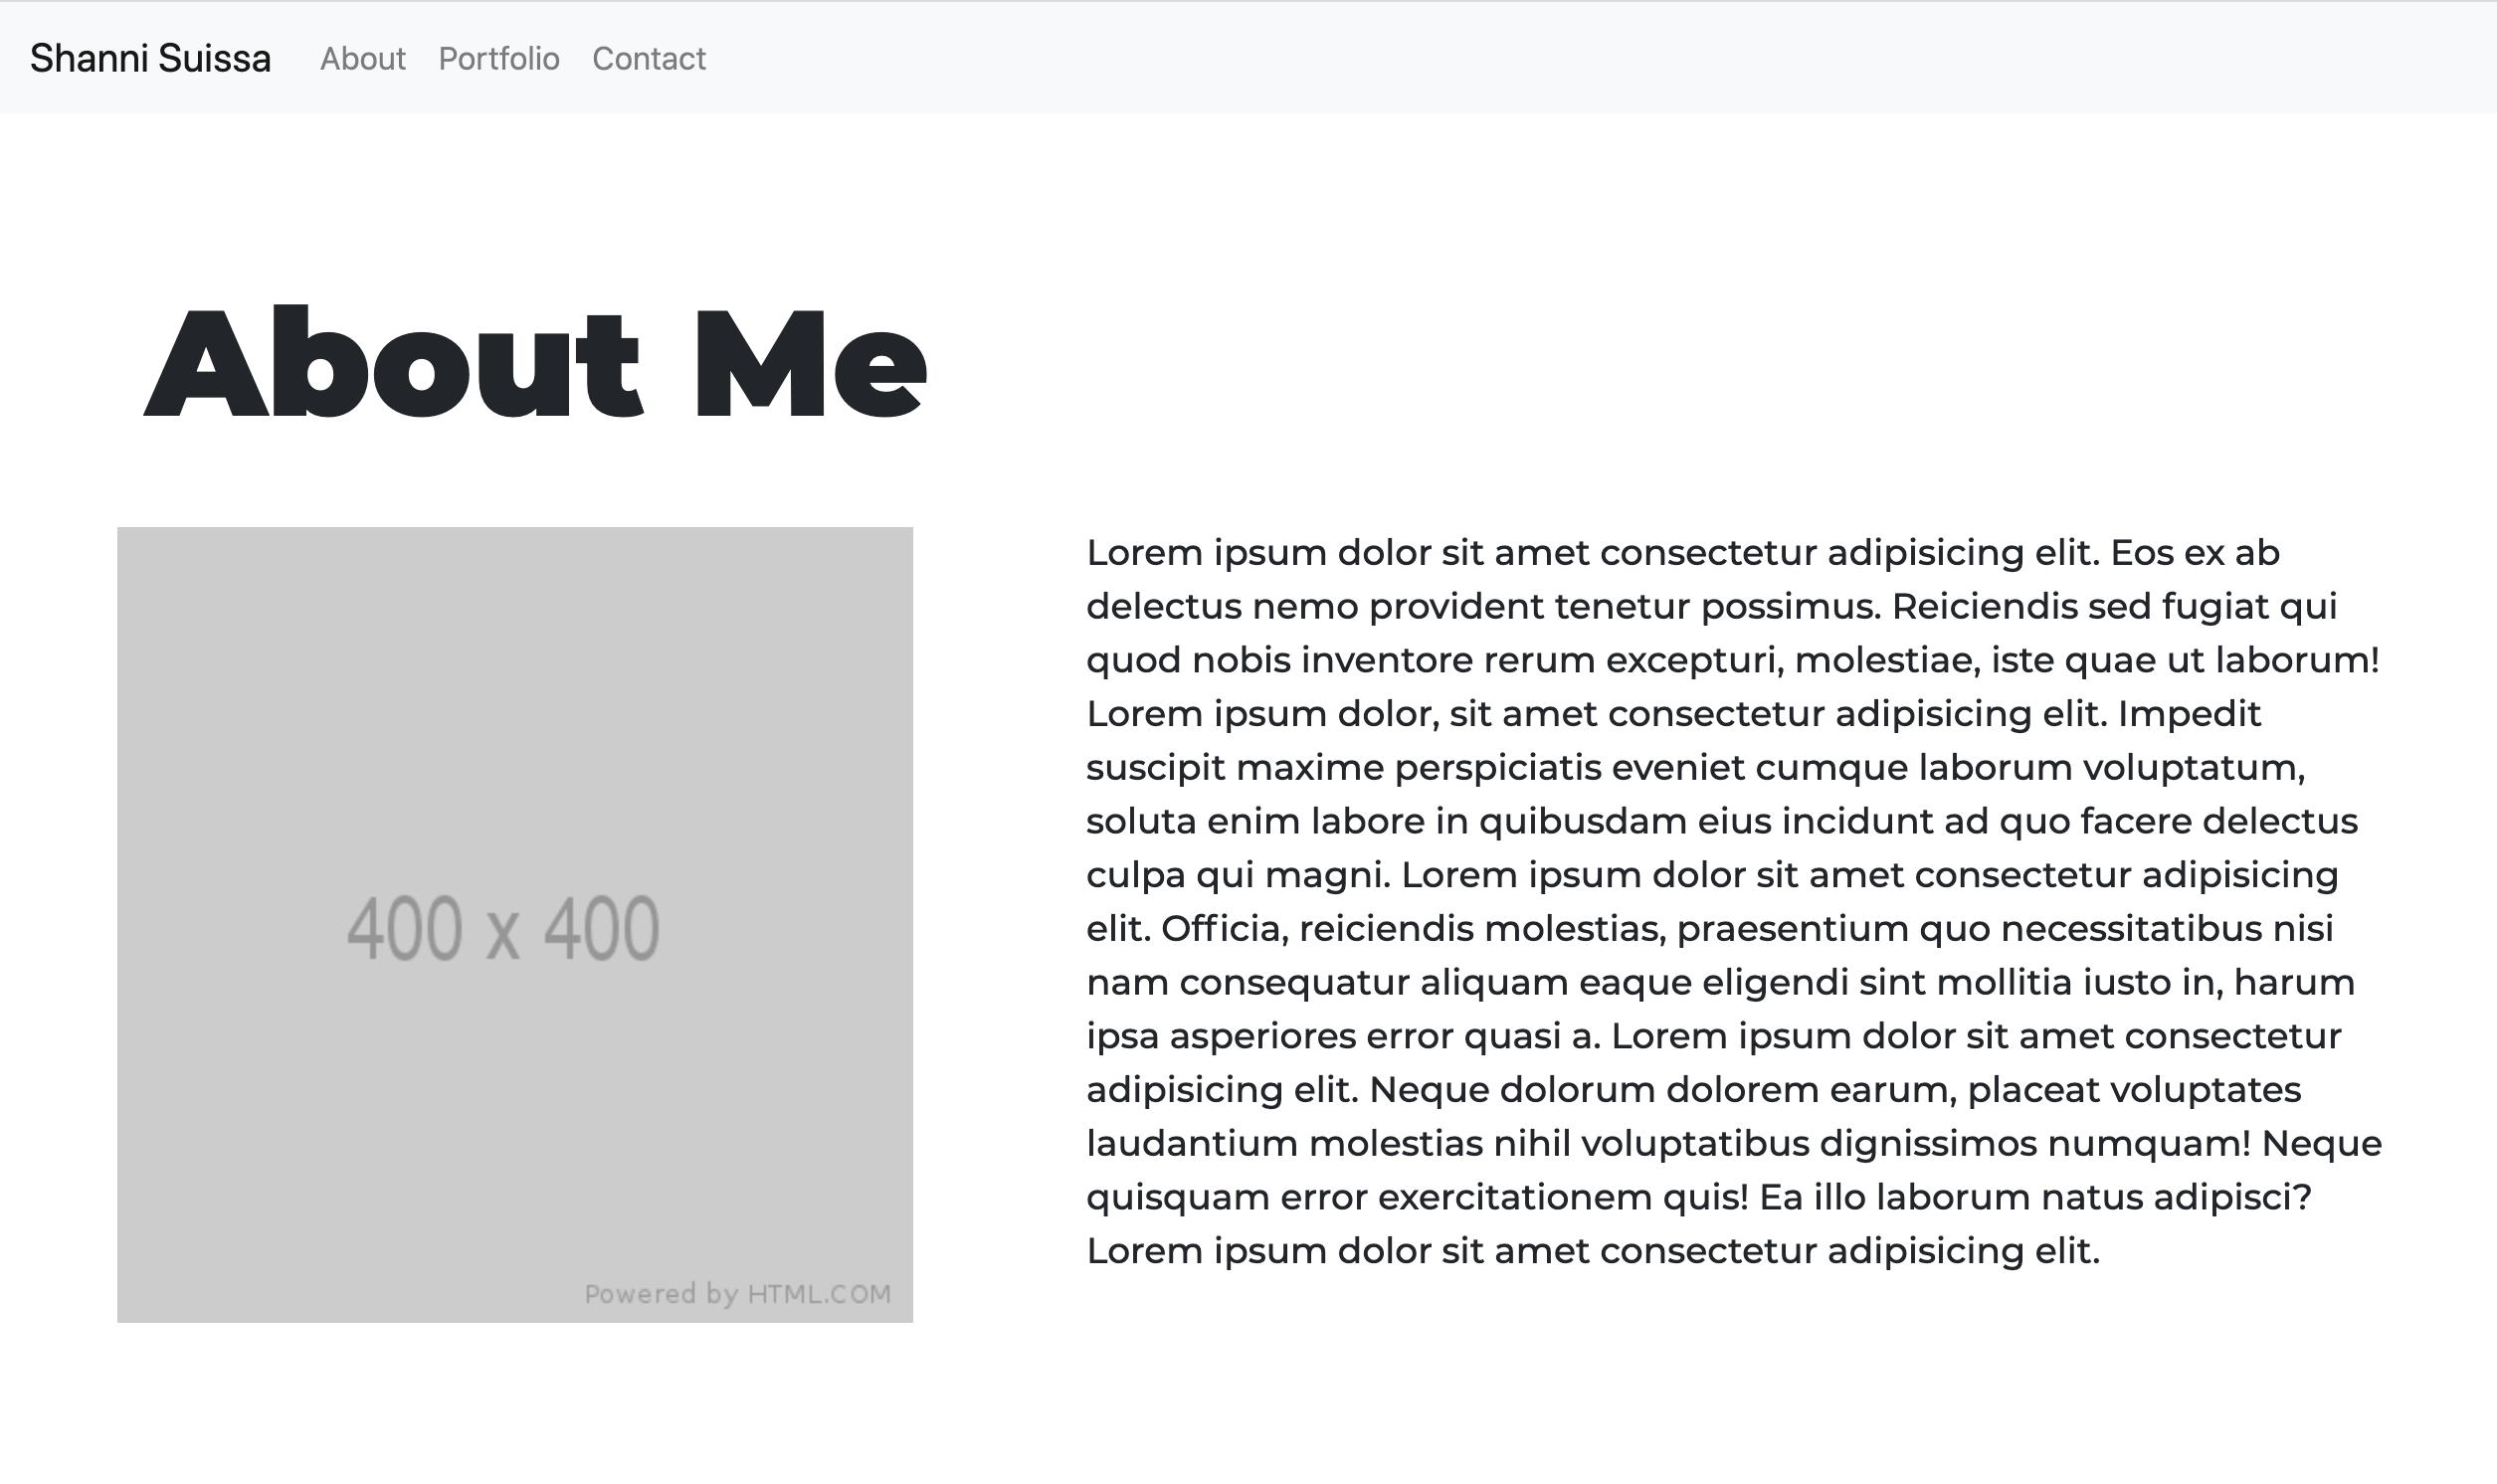 Shanni Suissa About Portfolio Contact
About Me
400 x 400
Powered by HTML.COM
Lorem ipsum dolor sit amet consectetur adipisicing elit. Eos ex ab
delectus nemo provident tenetur possimus. Reiciendis sed fugiat qui
quod nobis inventore rerum excepturi, molestiae, iste quae ut laborum!
Lorem ipsum dolor, sit amet consectetur adipisicing elit. Impedit
suscipit maxime perspiciatis eveniet cumque laborum voluptatum,
soluta enim labore in quibusdam eius incidunt ad quo facere delectus
culpa qui magni. Lorem ipsum dolor sit amet consectetur adipisicing
elit. Officia, reiciendis molestias, praesentium quo necessitatibus nisi
nam consequatur aliquam eaque eligendi sint mollitia iusto in, harum
ipsa asperiores error quasi a. Lorem ipsum dolor sit amet consectetur
adipisicing elit. Neque dolorum dolorem earum, placeat voluptates
laudantium molestias nihil voluptatibus dignissimos numquam! Neque
quisquam error exercitationem quis! Ea illo laborum natus adipisci?
Lorem ipsum dolor sit amet consectetur adipisicing elit.